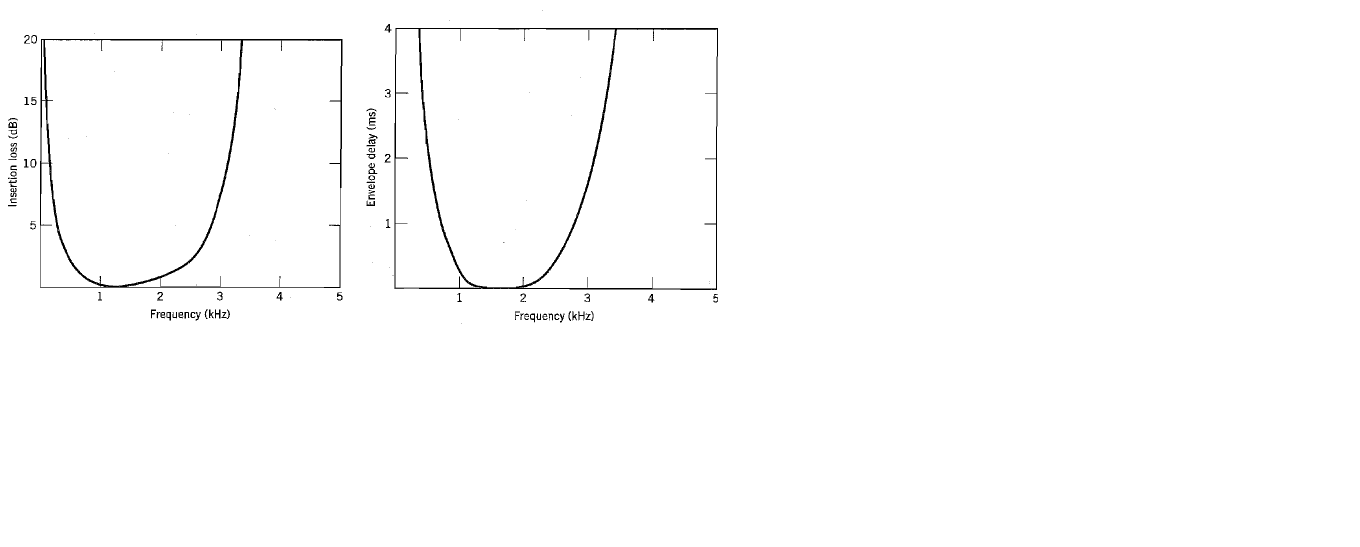 20
15
10
5
Insertion loss (dB)
1 2 3 4 5
Frequency (kHz)
4
3
2
1
Envelope delay (ms)
1 2 3 4 5
Frequency (kHz)